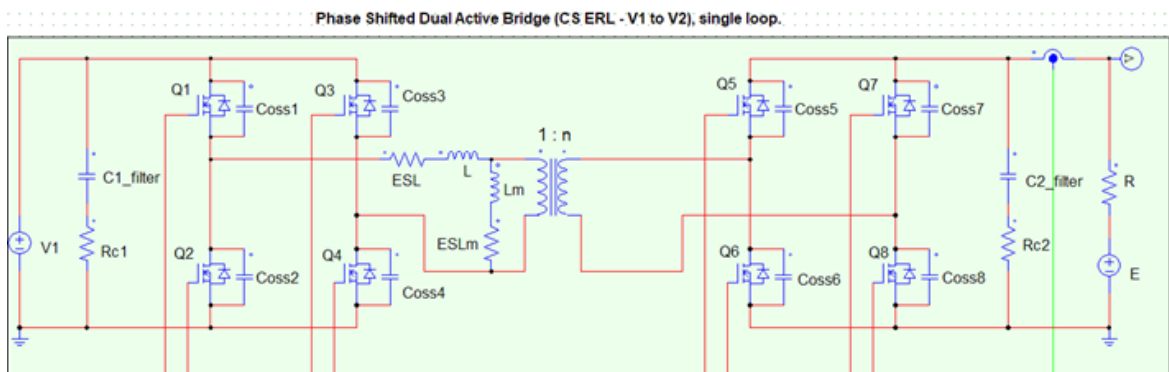 Phase Shifted Dual Active Bridge (CS ERL - V1 to V2), single loop.
Q1
Coss1
Q3
Coss3
Q5
Coss5
Q7
Coss7
V
1 : n
C1_filter
ESL
L
Lm
C2_filter
R
V1
Rc1
Q2
Coss2
Q4
Coss4
ESLm
Q6
Coss6
Q8
Coss8
Rc2
E